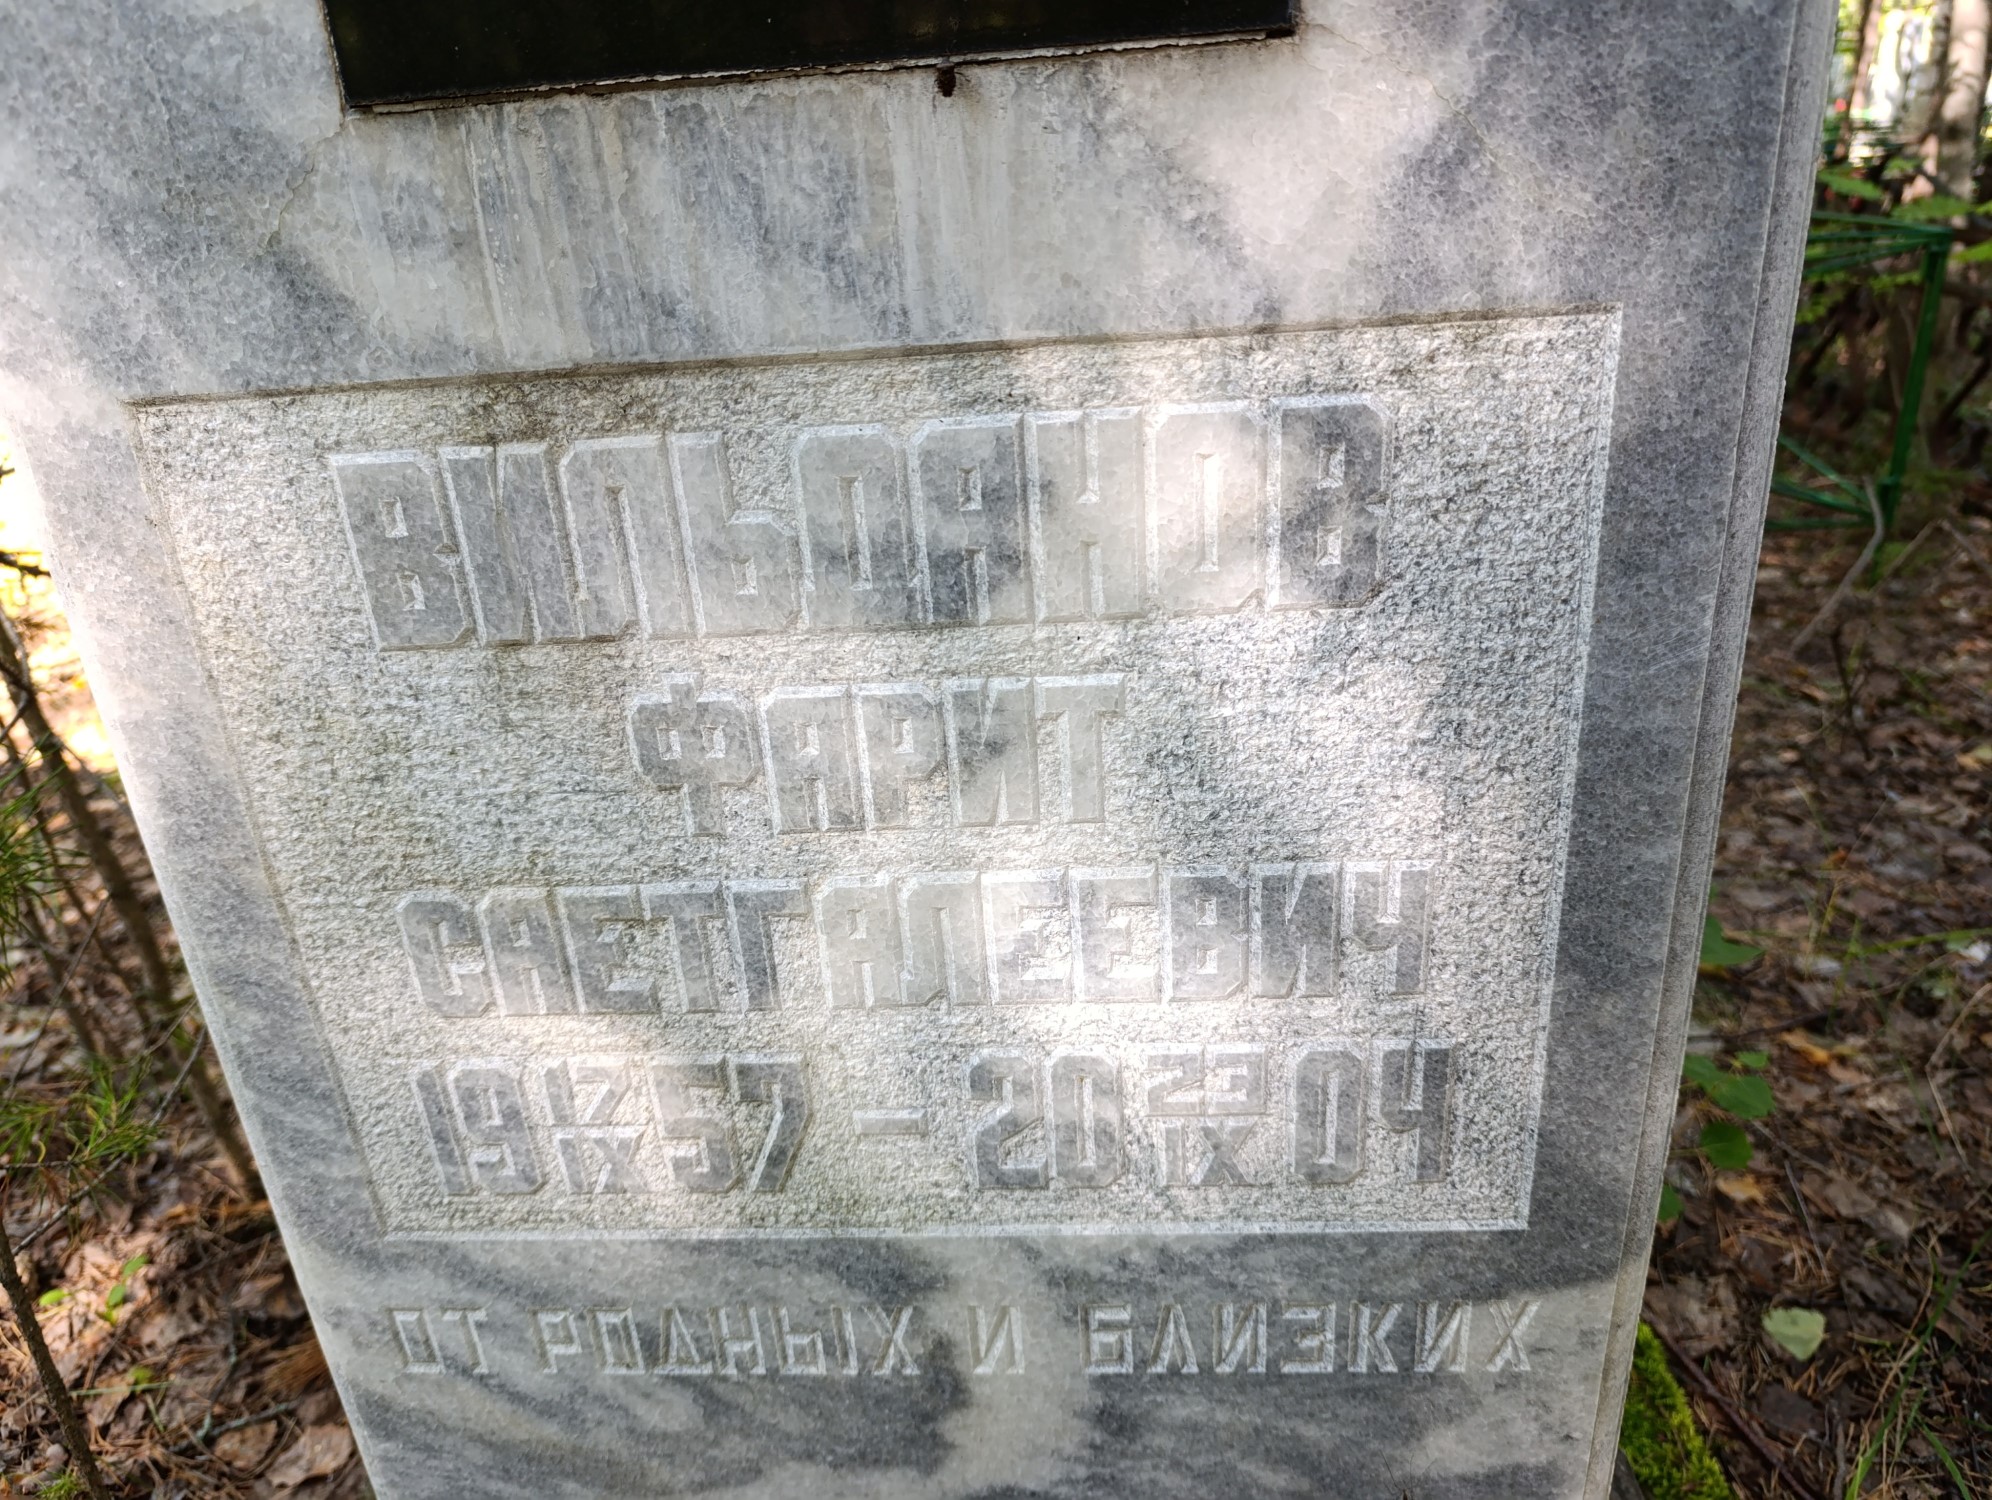 ВИЛЬДАНОВ
ФАРИТ
САЕТГАЛЕЕВИЧ
19 17/IX 57 – 20 23/IX 04
ОТ РОДНЫХ И БЛИЗКИХ